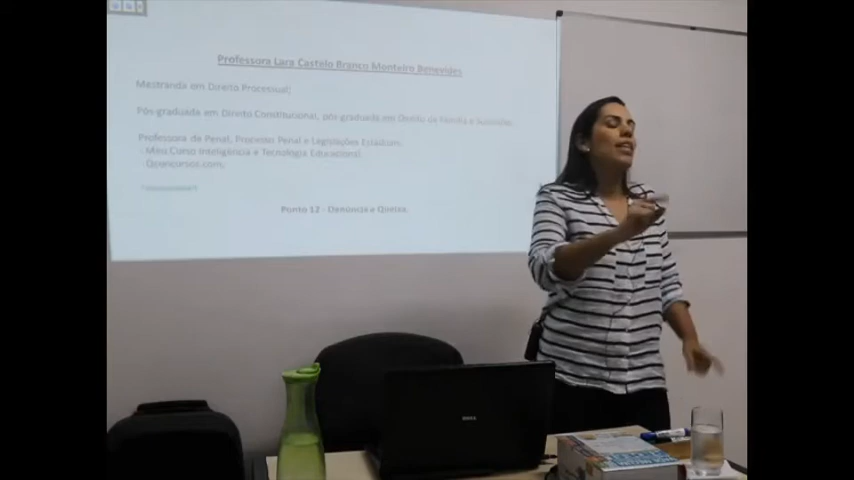 Professora Lara Castelo Branco Monteiro Benevides
Mestranda em Direito Processual;
Pós-graduada em Direito Constitucional, pós-graduada em Direito de Família e Sucessões.
Professora de Penal, Processo Penal e Legislações Estaduais.
- Meu Curso Inteligência e Tecnologia Educacional;
- Qconcursos.com.
Ponto 12 - Denúncia e Queixa.